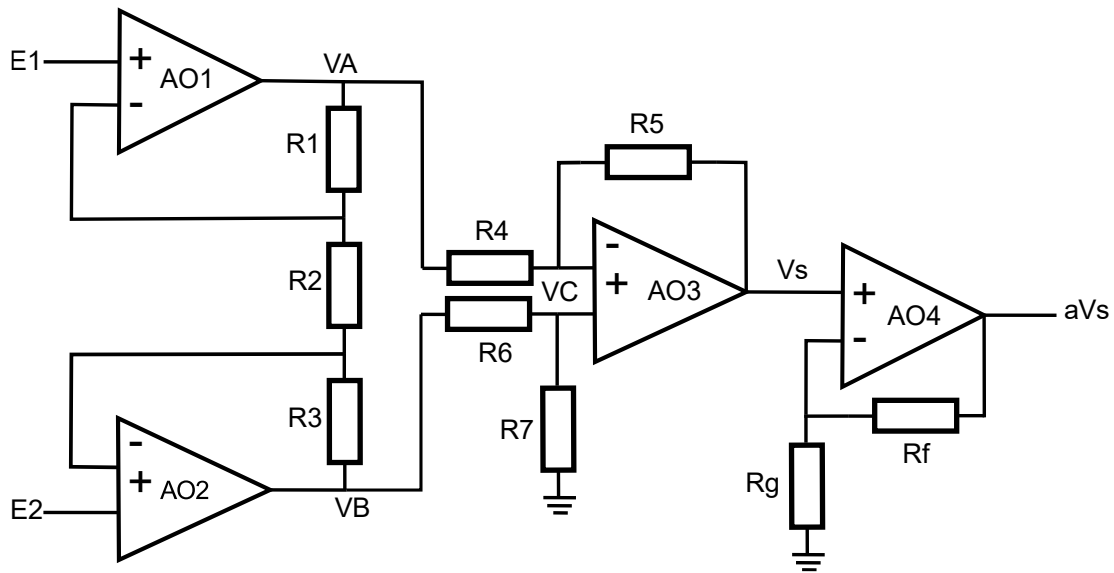 E1
+
-
AO1
VA
R1
R2
R3
-
+
AO2
E2
VB
R4
VC
R6
R7
R5
-
+
AO3
Vs
+
-
AO4
aVs
Rf
Rg